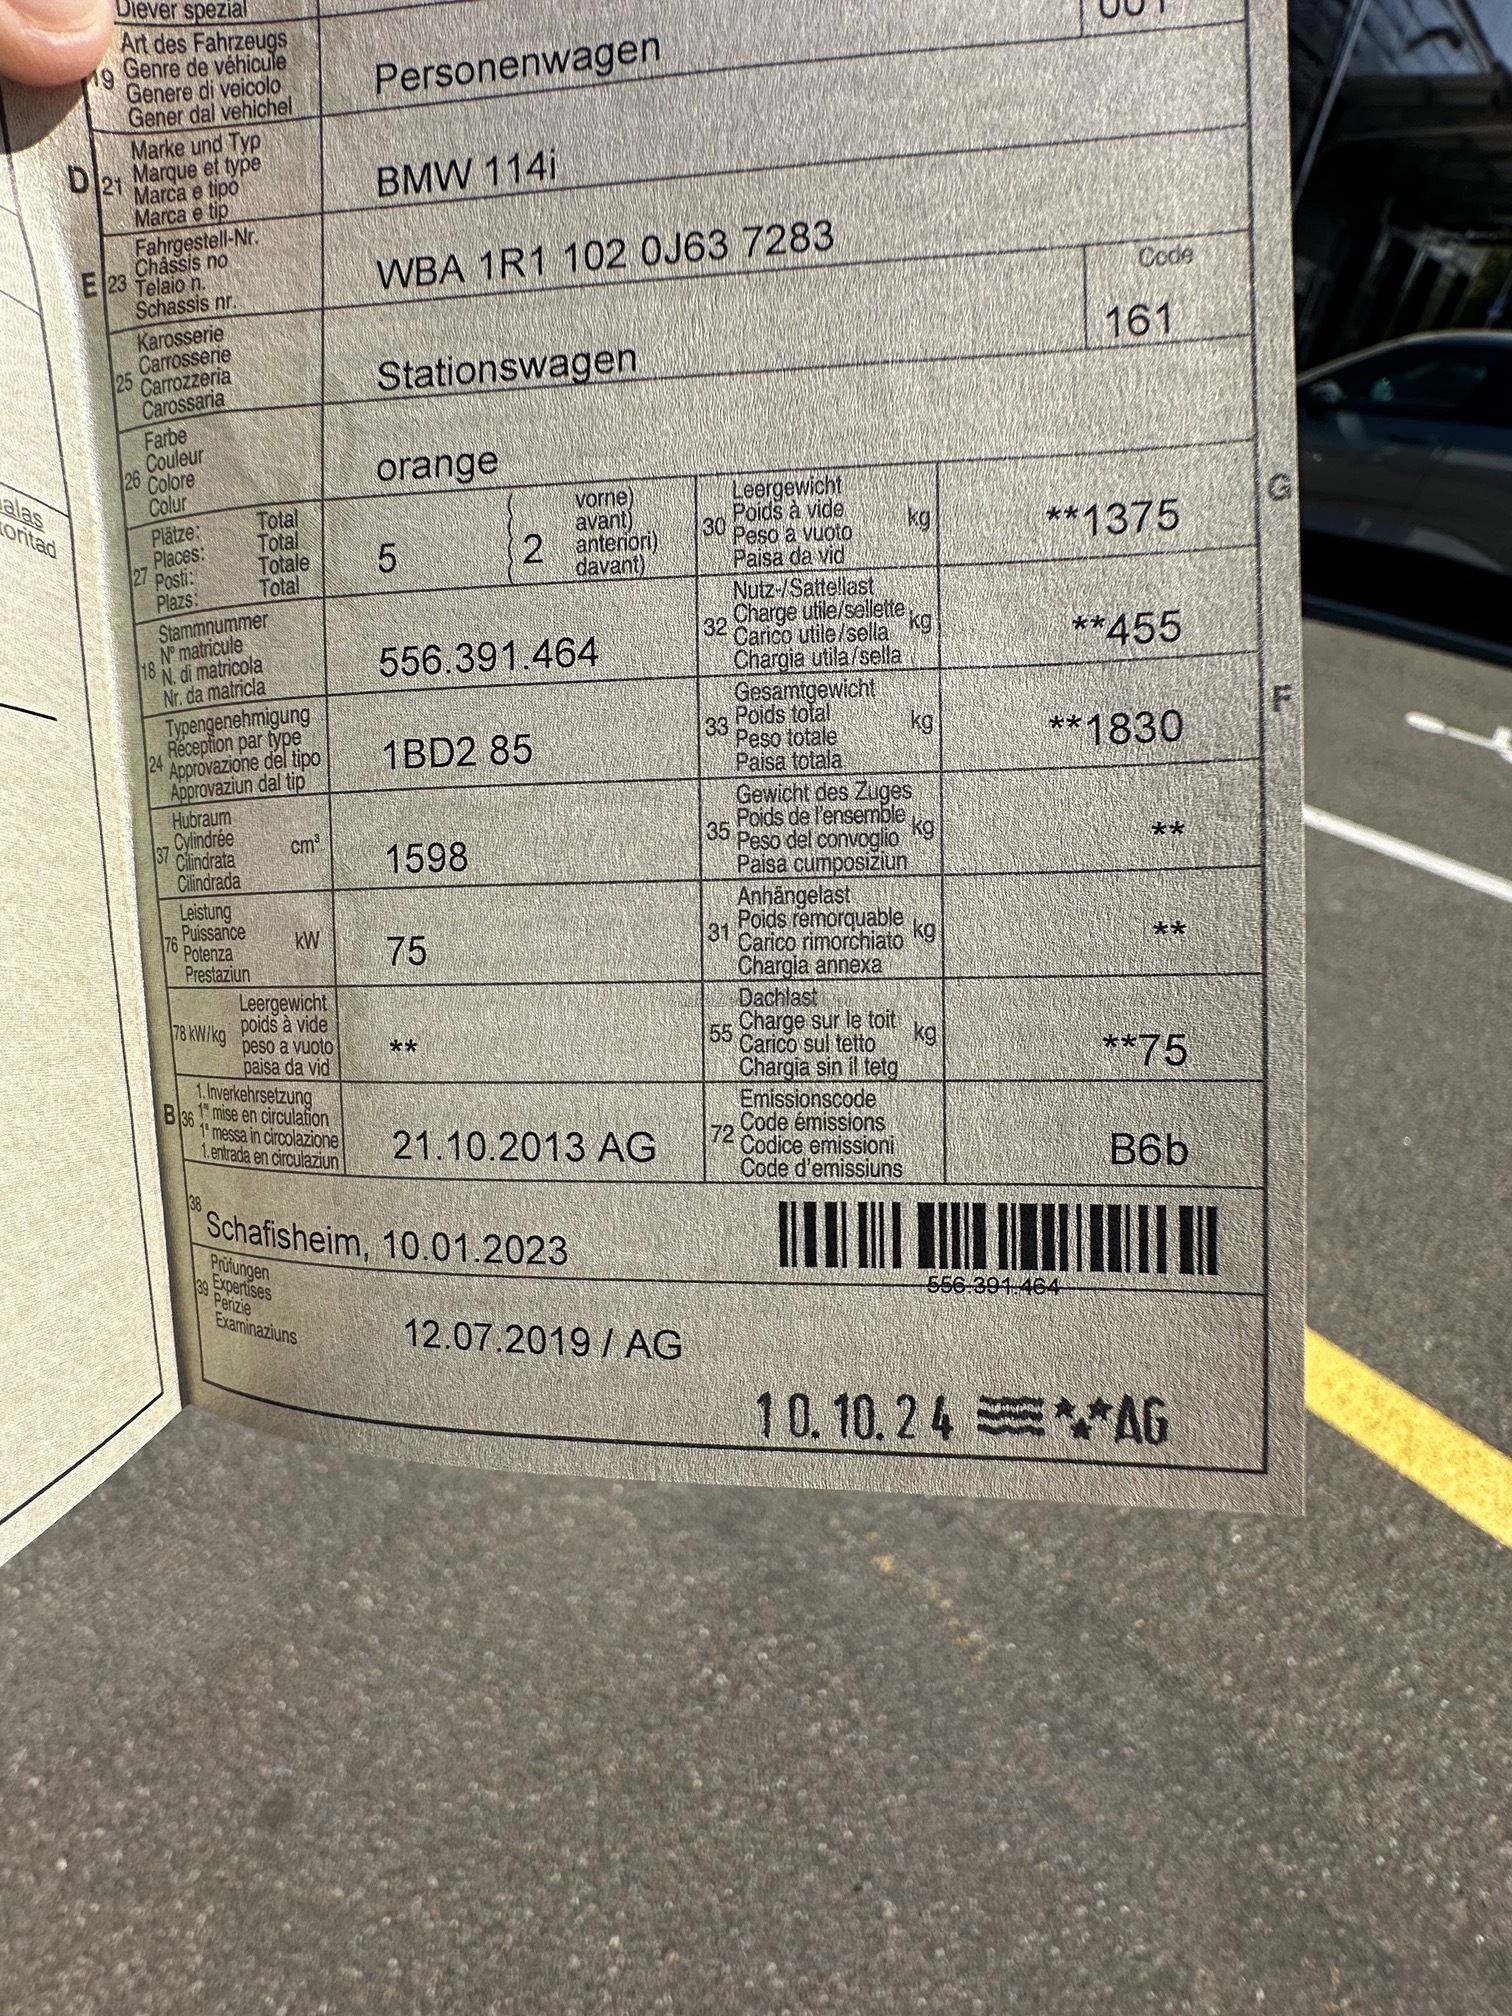 Diever spezial
001
19 Art des Fahrzeugs
Genre de véhicule
Genere di veicolo
Gener dal vehichel
Personenwagen
D 21 Marke und Typ
Marque et type
Marca e tipo
Marca e tip
BMW 114i
E 23 Fahrgestell-Nr.
Châssis no
Telaio n.
Schassis nr.
WBA 1R1 102 0J63 7283
25 Karosserie
Carrosserie
Carrozzeria
Carossaria
Stationswagen
Code
161
26 Farbe
Couleur
Colore
Colur
orange
27 Plätze: Total
Places: Total
Posti: Totale
Plazs: Total
5
( 2 vorne)
avant)
anteriori)
davant)
30 Leergewicht
Poids à vide kg
Peso a vuoto
Paisa da vid
**1375
G
18 Stammnummer
N° matricule
N. di matricola
Nr. da matricla
556.391.464
32 Nutz-/Sattellast
Charge utile/sellette kg
Carico utile/sella
Chargia utila/sella
**455
24 Typengenehmigung
Réception par type
Approvazione del tipo
Approvaziun dal tip
1BD2 85
33 Gesamtgewicht
Poids total kg
Peso totale
Paisa totala
**1830
F
37 Hubraum
Cylindrée cm³
Cilindrata
Cilindrada
1598
35 Gewicht des Zuges
Poids de l'ensemble kg
Peso del convoglio
Paisa cumposiziun
**
76 Leistung
Puissance kW
Potenza
Prestaziun
75
31 Anhängelast
Poids remorquable kg
Carico rimorchiato
Chargia annexa
**
78 kW/kg Leergewicht
poids à vide
peso a vuoto
paisa da vid
**
55 Dachlast
Charge sur le toit kg
Carico sul tetto
Chargia sin il tetg
**75
B 36 1. Inverkehrsetzung
1re mise en circulation
1a messa in circolazione
1. entrada en circulaziun
21.10.2013 AG
72 Emissionscode
Code émissions
Codice emissioni
Code d'emissiuns
B6b
38
Schafisheim, 10.01.2023
556.391.464
39 Prüfungen
Expertises
Perizie
Examinaziuns
12.07.2019 / AG
10.10.24 AG